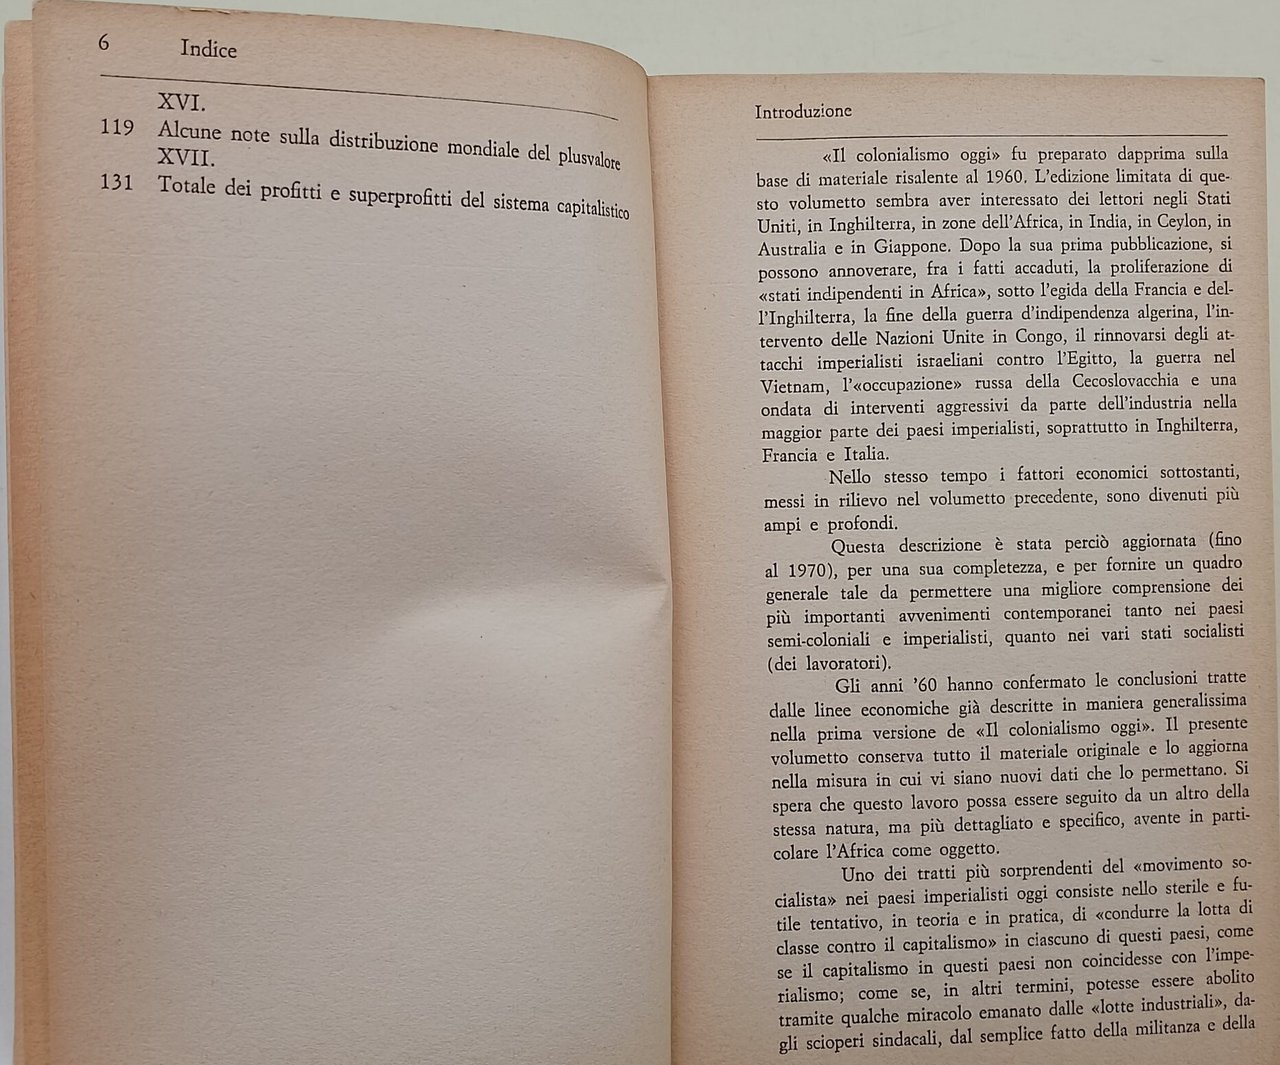 6 Indice
XVI.
119 Alcune note sulla distribuzione mondiale del plusvalore
XVII.
131 Totale dei profitti e superprofitti del sistema capitalistico
Introduzione
«Il colonialismo oggi» fu preparato dapprima sulla
base di materiale risalente al 1960. L'edizione limitata di que-
sto volumetto sembra aver interessato dei lettori negli Stati
Uniti, in Inghilterra, in zone dell'Africa, in India, in Ceylon, in
Australia e in Giappone. Dopo la sua prima pubblicazione, si
possono annoverare, fra i fatti accaduti, la proliferazione di
«stati indipendenti in Africa», sotto l'egida della Francia e del-
l'Inghilterra, la fine della guerra d'indipendenza algerina, l'in-
tervento delle Nazioni Unite in Congo, il rinnovarsi degli at-
tacchi imperialisti israeliani contro l'Egitto, la guerra nel
Vietnam, l'«occupazione» russa della Cecoslovacchia e una
ondata di interventi aggressivi da parte dell'industria nella
maggior parte dei paesi imperialisti, soprattutto in Inghilterra,
Francia e Italia.
Nello stesso tempo i fattori economici sottostanti,
messi in rilievo nel volumetto precedente, sono divenuti più
ampi e profondi.
Questa descrizione è stata perciò aggiornata (fino
al 1970), per una sua completezza, e per fornire un quadro
generale tale da permettere una migliore comprensione dei
più importanti avvenimenti contemporanei tanto nei paesi
semi-coloniali e imperialisti, quanto nei vari stati socialisti
(dei lavoratori).
Gli anni '60 hanno confermato le conclusioni tratte
dalle linee economiche già descritte in maniera generalissima
nella prima versione de «Il colonialismo oggi». Il presente
volumetto conserva tutto il materiale originale e lo aggiorna
nella misura in cui vi siano nuovi dati che lo permettano. Si
spera che questo lavoro possa essere seguito da un altro della
stessa natura, ma più dettagliato e specifico, avente in parti-
colare l'Africa come oggetto.
Uno dei tratti più sorprendenti del «movimento so-
cialista» nei paesi imperialisti oggi consiste nello sterile e fu-
tile tentativo, in teoria e in pratica, di «condurre la lotta di
classe contro il capitalismo» in ciascuno di questi paesi, come
se il capitalismo in questi paesi non coincidesse con l'impe-
rialismo; come se, in altri termini, potesse essere abolito
tramite qualche miracolo emanato dalle «lotte industriali», da-
gli scioperi sindacali, dal semplice fatto della militanza e della